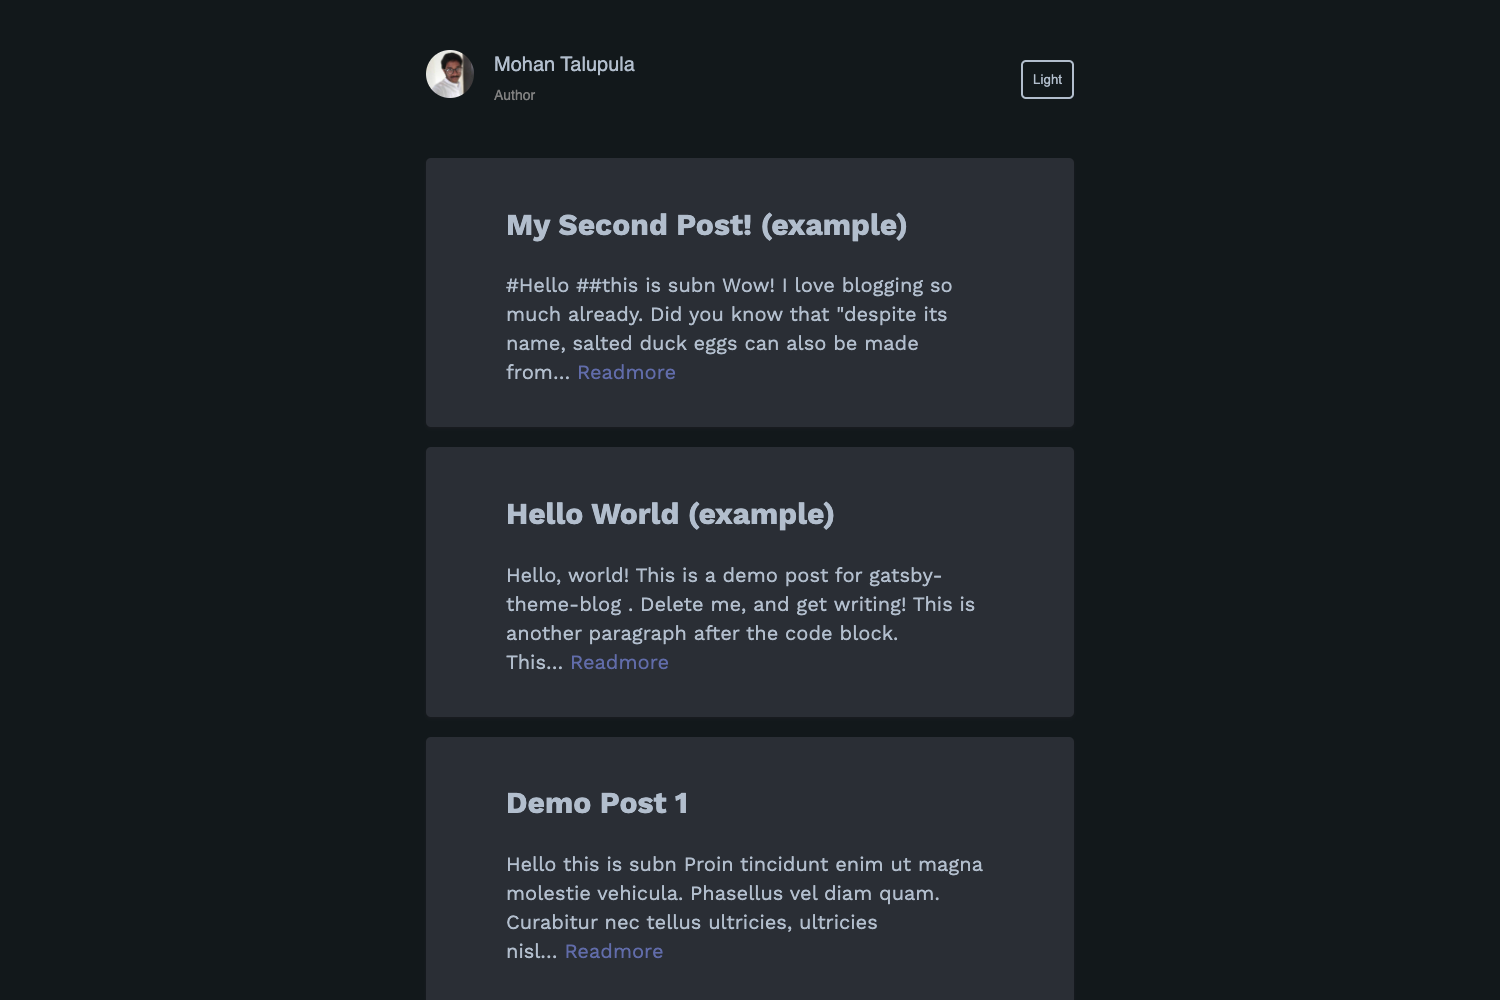 Mohan Talupula
Author
Light
My Second Post! (example)
#Hello ##this is subn Wow! I love blogging so
much already. Did you know that "despite its
name, salted duck eggs can also be made
from... Readmore
Hello World (example)
Hello, world! This is a demo post for gatsby-
theme-blog . Delete me, and get writing! This is
another paragraph after the code block.
This... Readmore
Demo Post 1
Hello this is subn Proin tincidunt enim ut magna
molestie vehicula. Phasellus vel diam quam.
Curabitur nec tellus ultricies, ultricies
nisl... Readmore